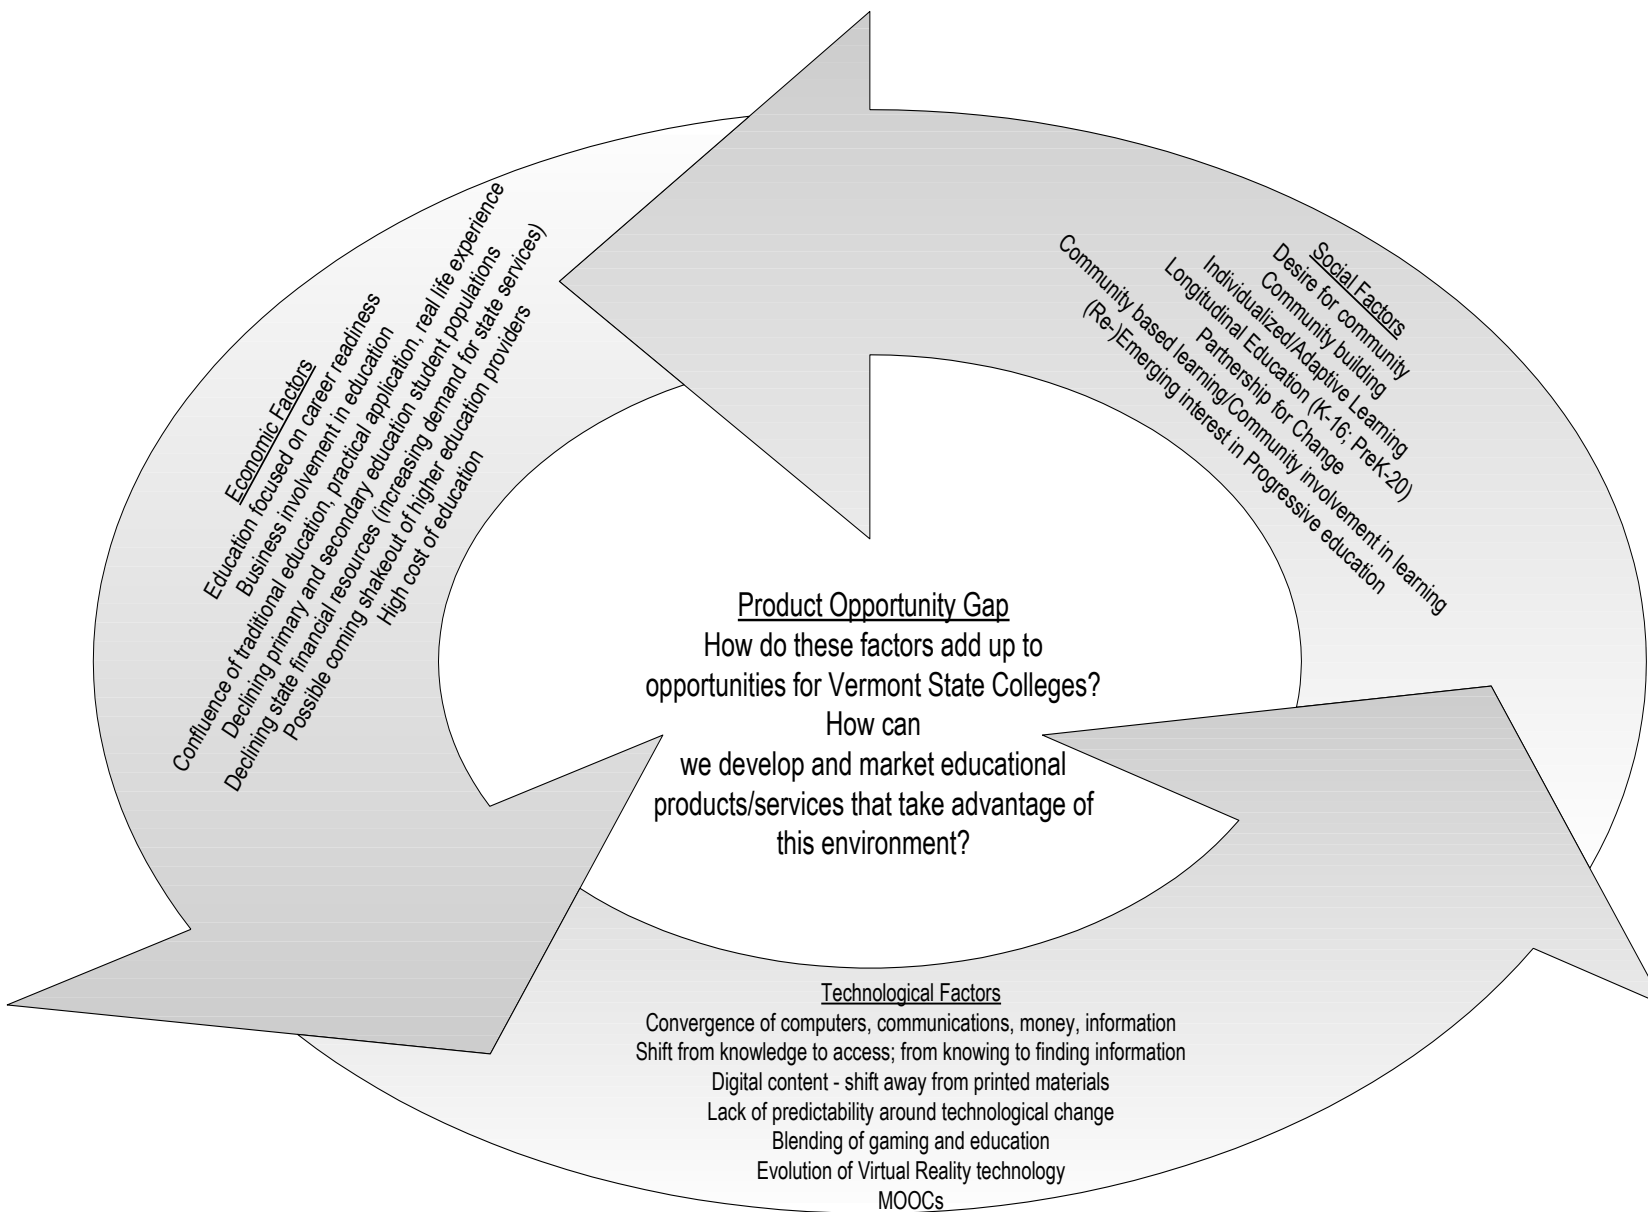 Economic Factors
Education focused on career readiness
Business involvement in education
Confluence of traditional education, practical application, real life experience
Declining primary and secondary education student populations
Declining state financial resources (increasing demand for state services)
Possible coming shakeout of higher education providers
High cost of education
Social Factors
Desire for community
Community building
Individualized/Adaptive Learning
Longitudinal Education (K-16; PreK-20)
Partnership for Change
Community based learning/Community involvement in learning
(Re-)Emerging interest in Progressive education
Product Opportunity Gap
How do these factors add up to
opportunities for Vermont State Colleges?
How can
we develop and market educational
products/services that take advantage of
this environment?
Technological Factors
Convergence of computers, communications, money, information
Shift from knowledge to access; from knowing to finding information
Digital content - shift away from printed materials
Lack of predictability around technological change
Blending of gaming and education
Evolution of Virtual Reality technology
MOOCs